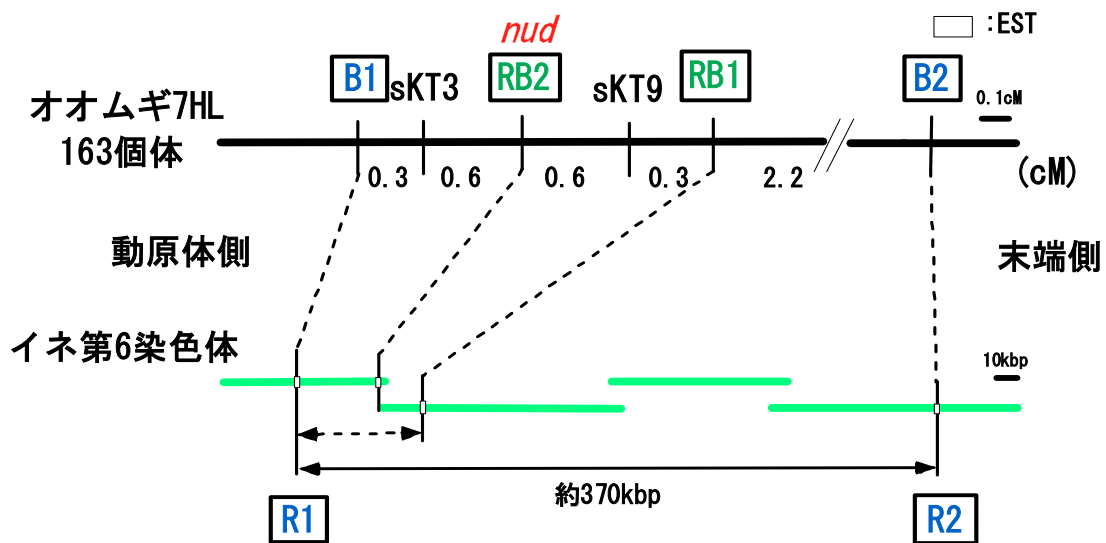 :EST
nud
B1 sKT3 RB2 sKT9 RB1 B2
オオムギ7HL
163個体
0.1cM
0.3 0.6 0.6 0.3 2.2 (cM)
動原体側 末端側
イネ第6染色体
10kbp
約370kbp
R1 R2